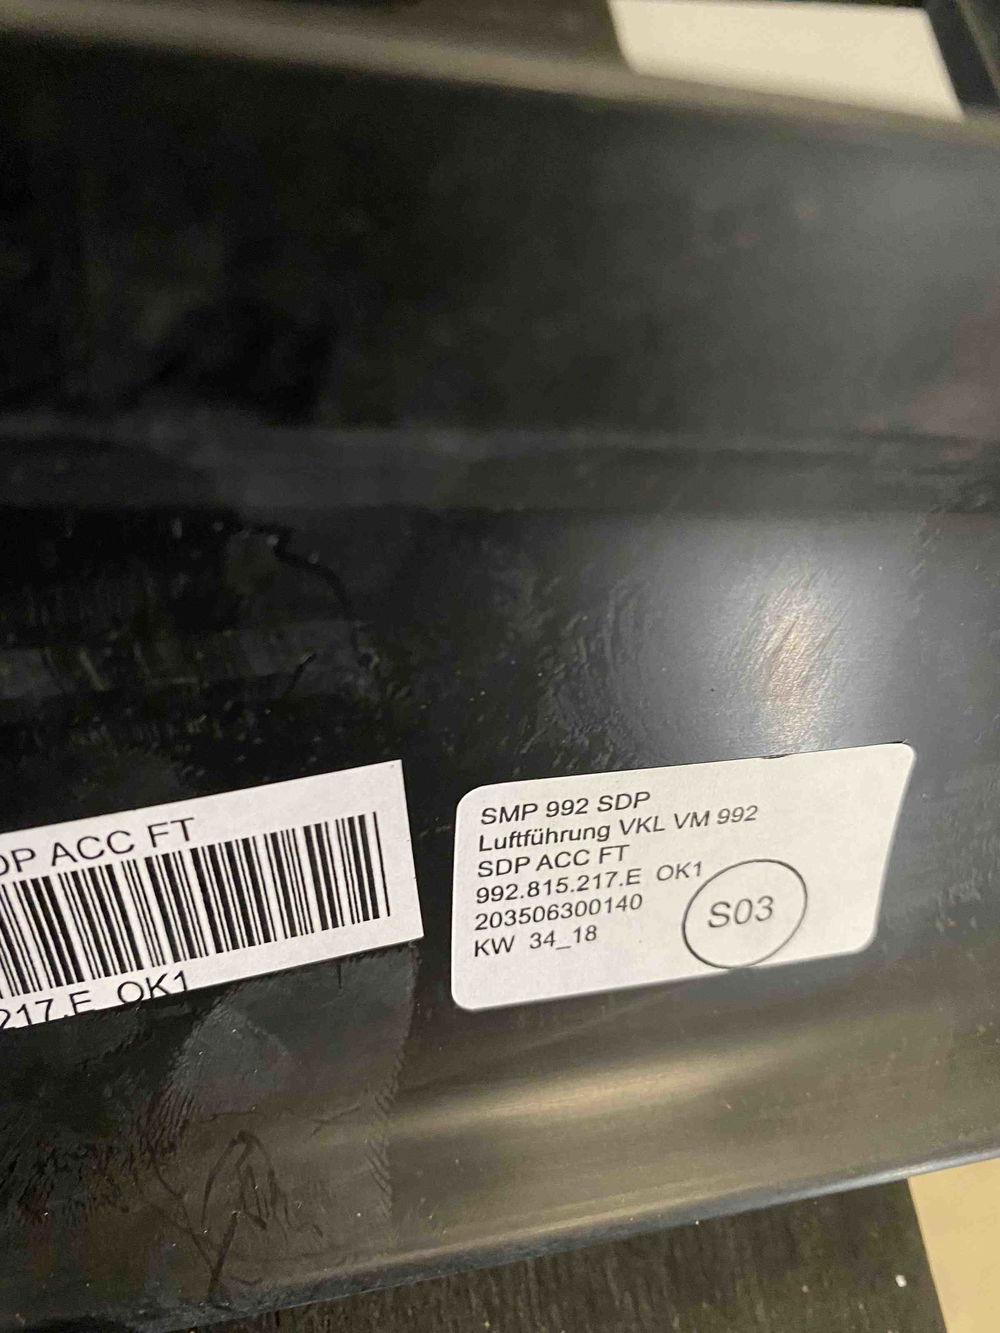 DP ACC FT
217.E OK1
SMP 992 SDP
Luftführung VKL VM 992
SDP ACC FT
992.815.217.E OK1
203506300140
KW 34_18
S03